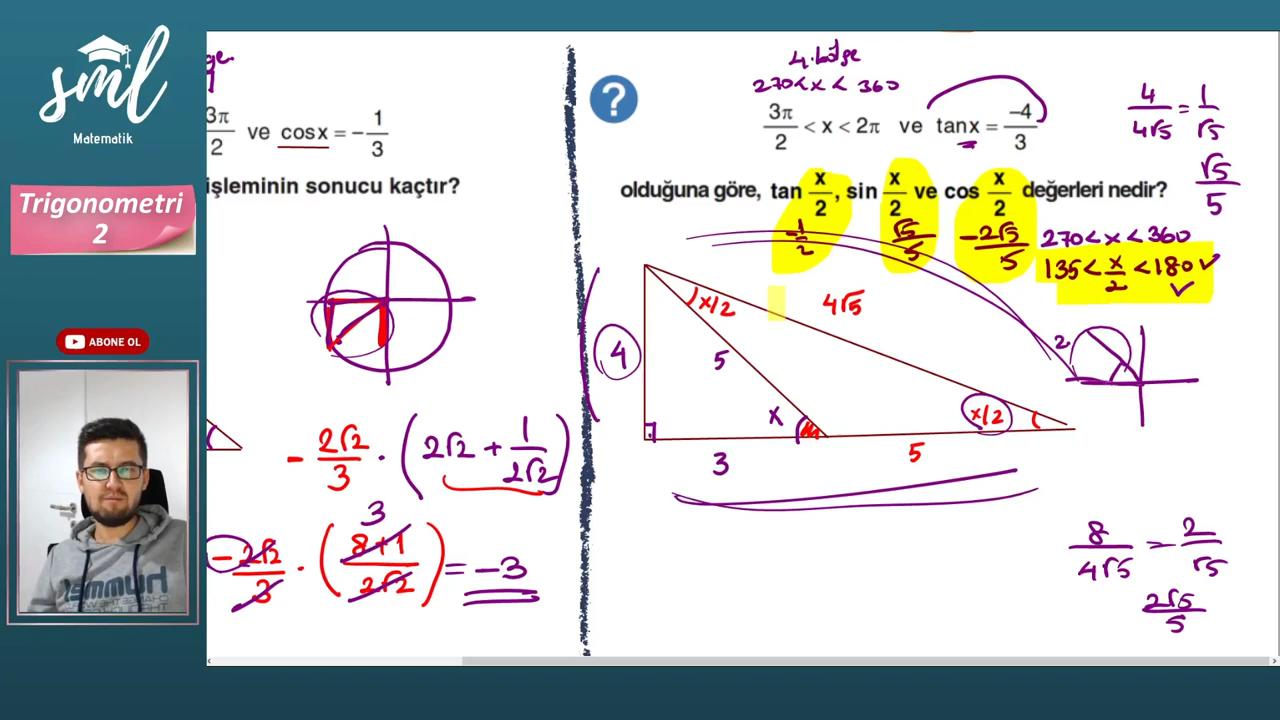 sml
Matematik
Trigonometri
2
ABONE OL
3π/2 ve cosx = -1/3
işleminin sonucu kaçtır?
- 2√2/3 · (2√2 + 1/2√2)
3
-2√2/3 · (8+1/2√2) = -3
?
4. bölge
270 < x < 360
3π/2 < x < 2π ve tanx = -4/3
olduğuna göre, tan x/2, sin x/2 ve cos x/2 değerleri nedir?
-1/2 √5/5 -2√5/5
4/4√5 = 1/√5
√5/5
270 < x < 360
135 < x/2 < 180
x/2
4√5
4
5
x
x/2
3
5
2
8/4√5 = 2/√5
2√5/5